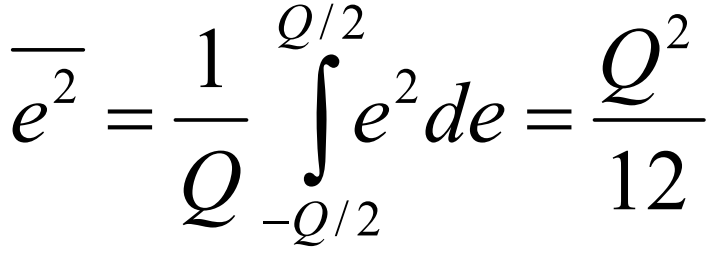 $\overline{e^2} = \frac{1}{Q} \int_{-Q/2}^{Q/2} e^2 de = \frac{Q^2}{12}$